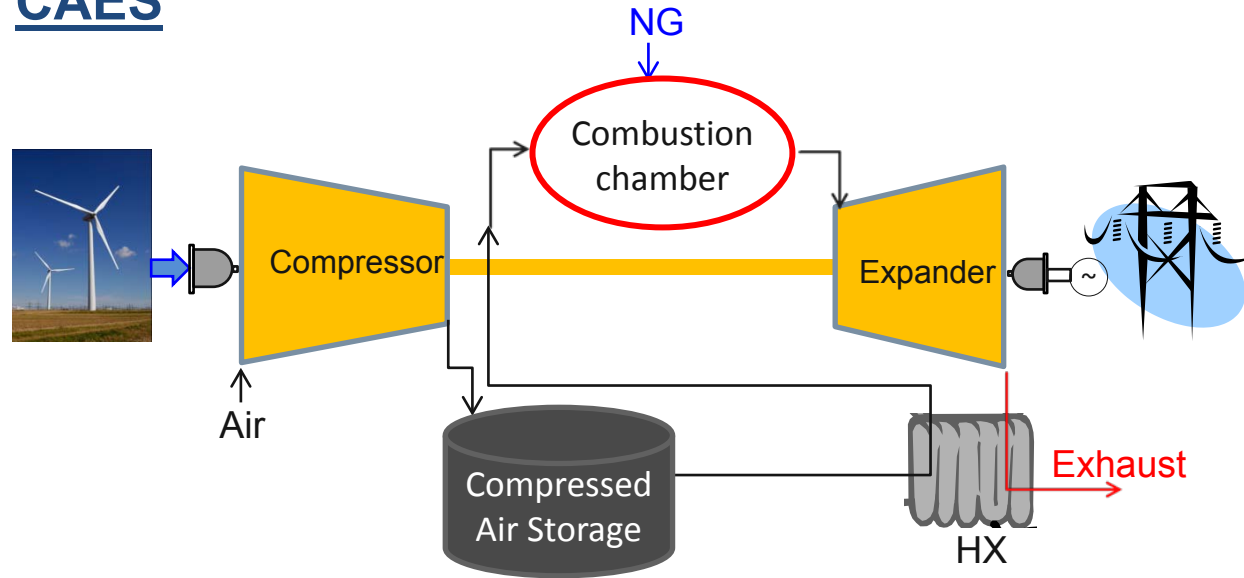 CAES
NG
Combustion
chamber
Compressor
Expander
~
Air
Compressed
Air Storage
Exhaust
HX